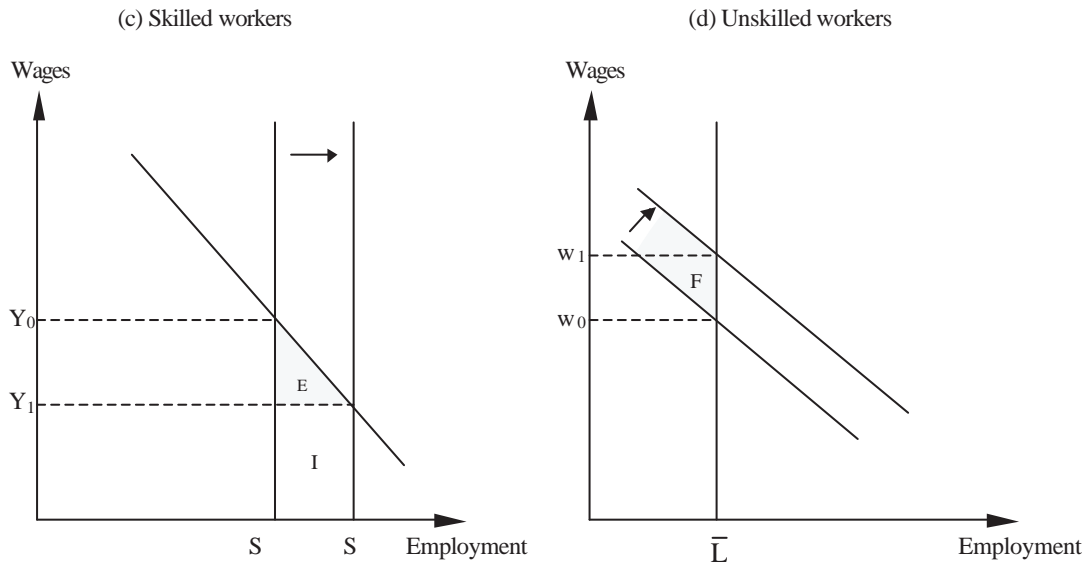 (c) Skilled workers
Wages
Y0
Y1
E
I
S
S
Employment
(d) Unskilled workers
Wages
w1
w0
F
L̅
Employment